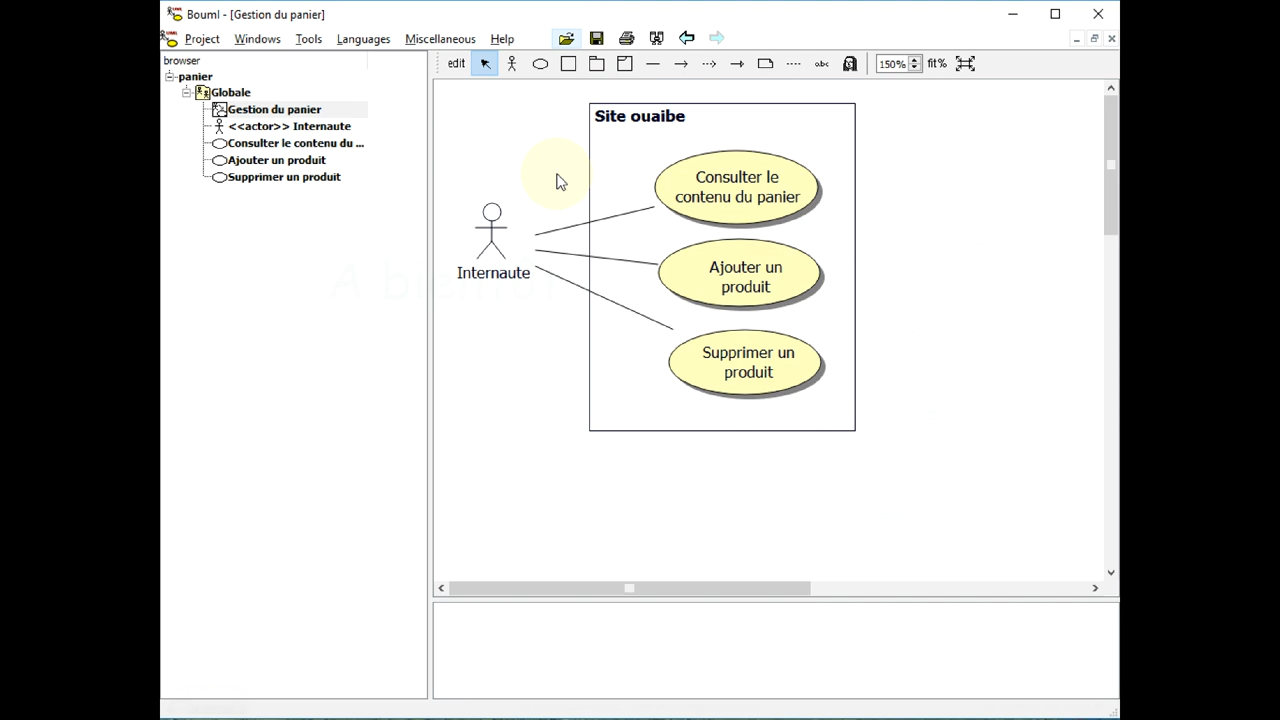 Bouml - [Gestion du panier]
Project Windows Tools Languages Miscellaneous Help
browser
edit abc 150% fit%
panier
Globale
Gestion du panier
<<actor>> Internaute
Consulter le contenu du ...
Ajouter un produit
Supprimer un produit
Site ouaibe
Consulter le
contenu du panier
Internaute
Ajouter un
produit
Supprimer un
produit